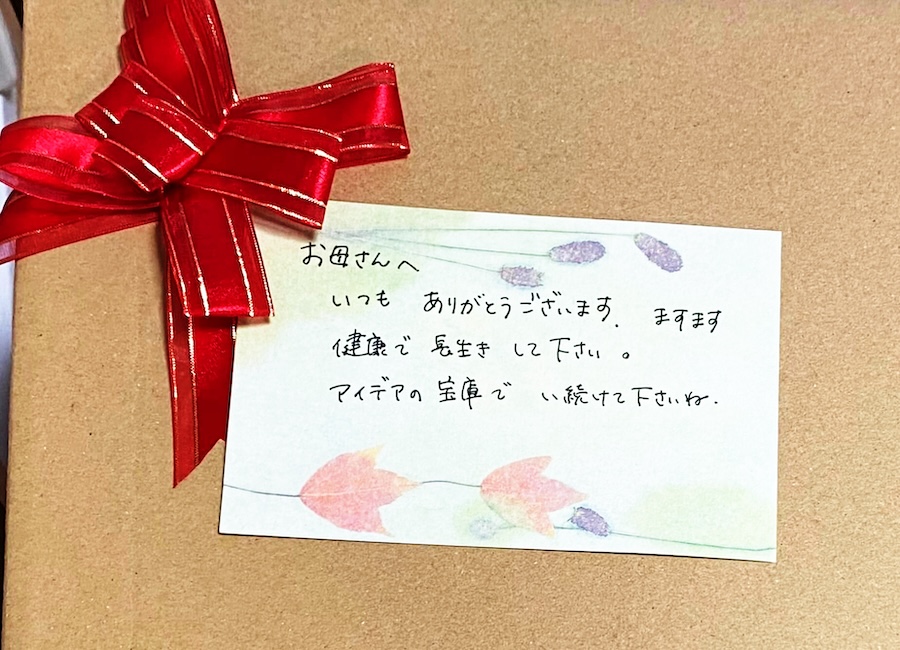 お母さんへ
いつも ありがとうございます. ますます
健康で 長生き して下さい。
アイデアの宝庫で い続けて下さいね.